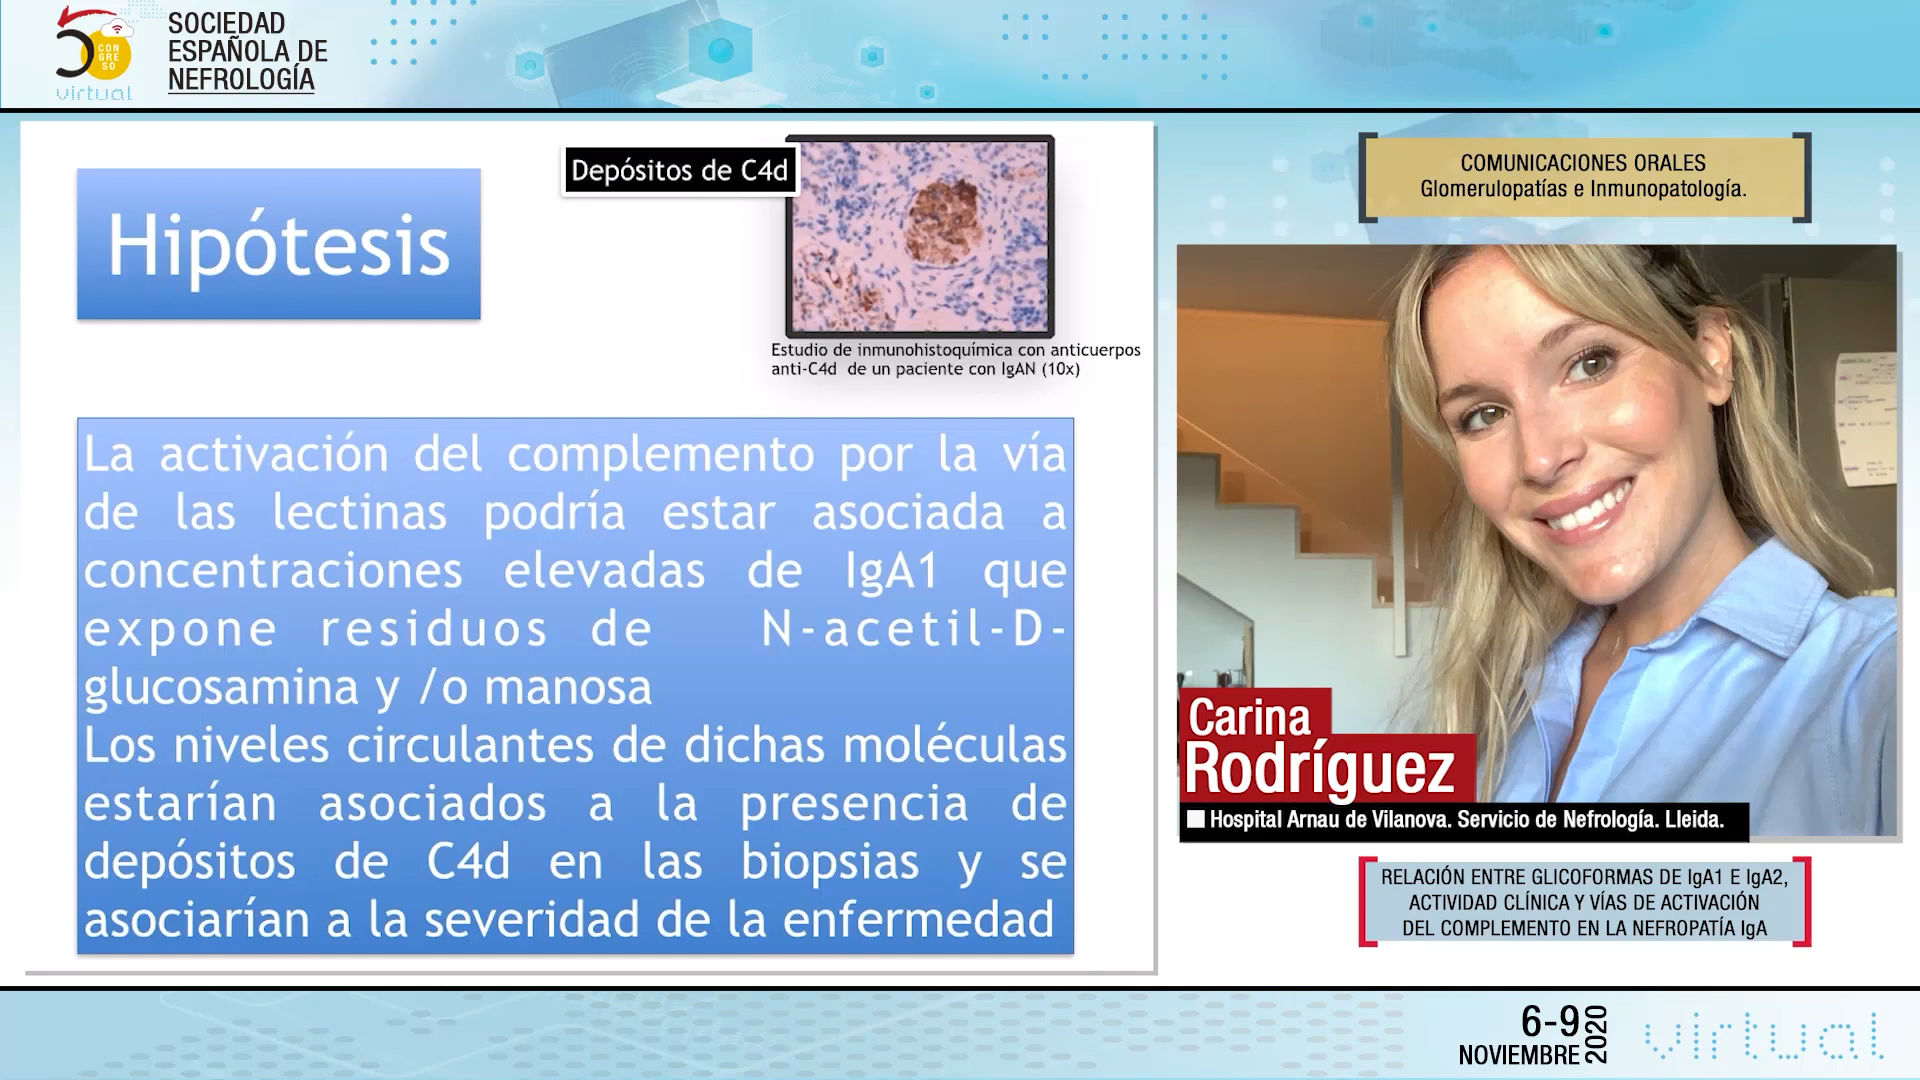 CON
GRE
SO
virtual
SOCIEDAD
ESPAÑOLA DE
NEFROLOGÍA
Hipótesis
Depósitos de C4d
Estudio de inmunohistoquímica con anticuerpos
anti-C4d de un paciente con IgAN (10x)
La activación del complemento por la vía
de las lectinas podría estar asociada a
concentraciones elevadas de IgA1 que
expone residuos de N-acetil-D-
glucosamina y /o manosa
Los niveles circulantes de dichas moléculas
estarían asociados a la presencia de
depósitos de C4d en las biopsias y se
asociarían a la severidad de la enfermedad
COMUNICACIONES ORALES
Glomerulopatías e Inmunopatología.
Carina
Rodríguez
Hospital Arnau de Vilanova. Servicio de Nefrología. Lleida.
RELACIÓN ENTRE GLICOFORMAS DE IgA1 E IgA2,
ACTIVIDAD CLÍNICA Y VÍAS DE ACTIVACIÓN
DEL COMPLEMENTO EN LA NEFROPATÍA IgA
6-9
NOVIEMBRE
2020
virtual